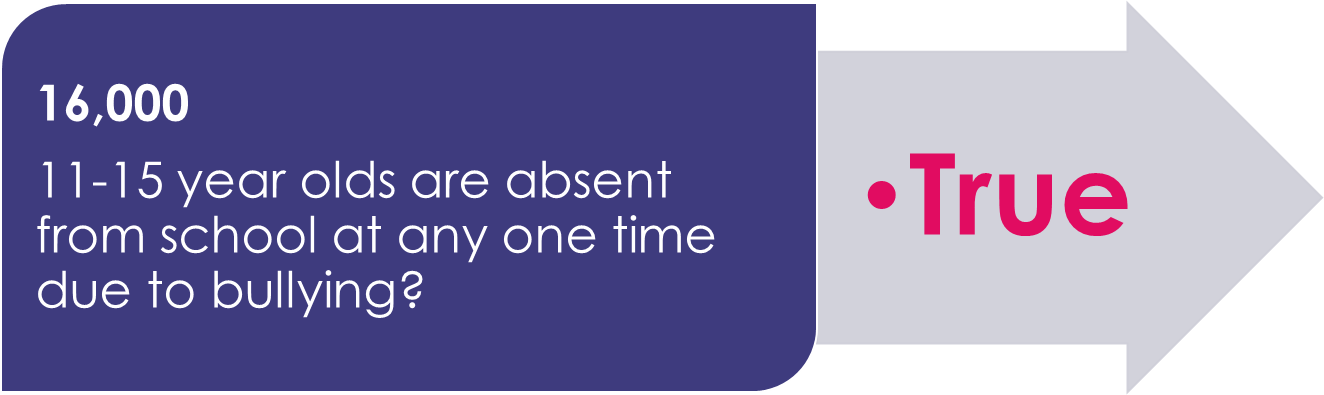 16,000
11-15 year olds are absent
from school at any one time
due to bullying?
•True